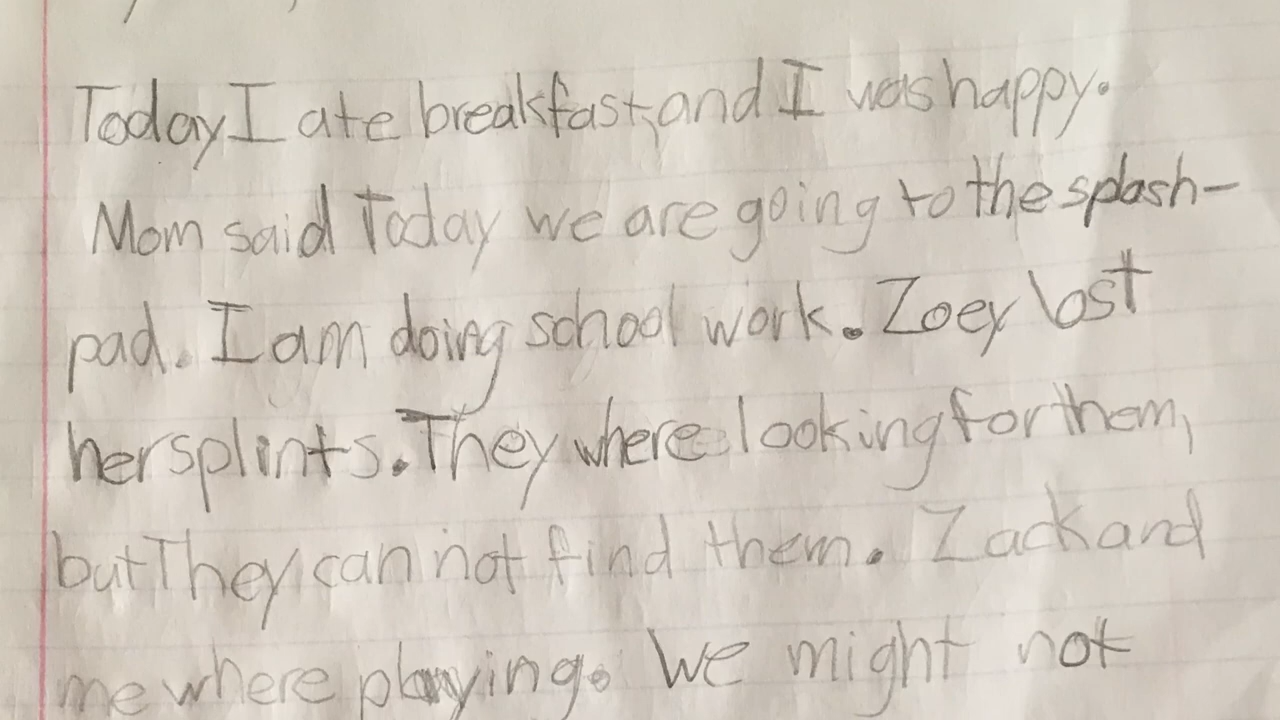 Today I ate breakfast, and I was happy.
Mom said Today we are going to the splash-
pad. I am doing school work. Zoey lost
her splints. They where looking for them,
but They can not find them. Zack and
me where playing. We might not